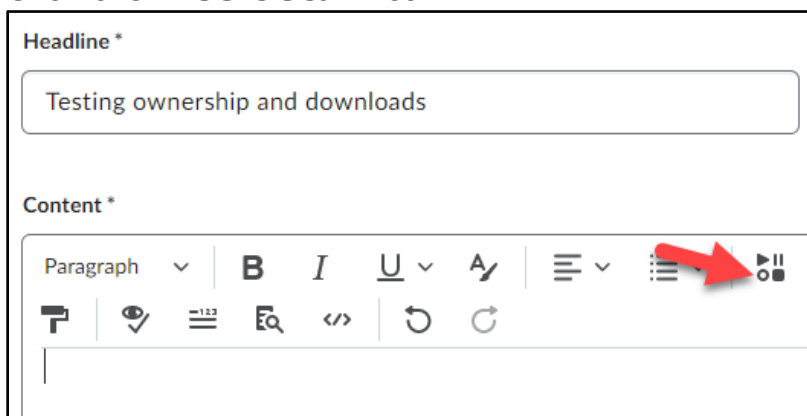 Headline *
Testing ownership and downloads
Content *
Paragraph